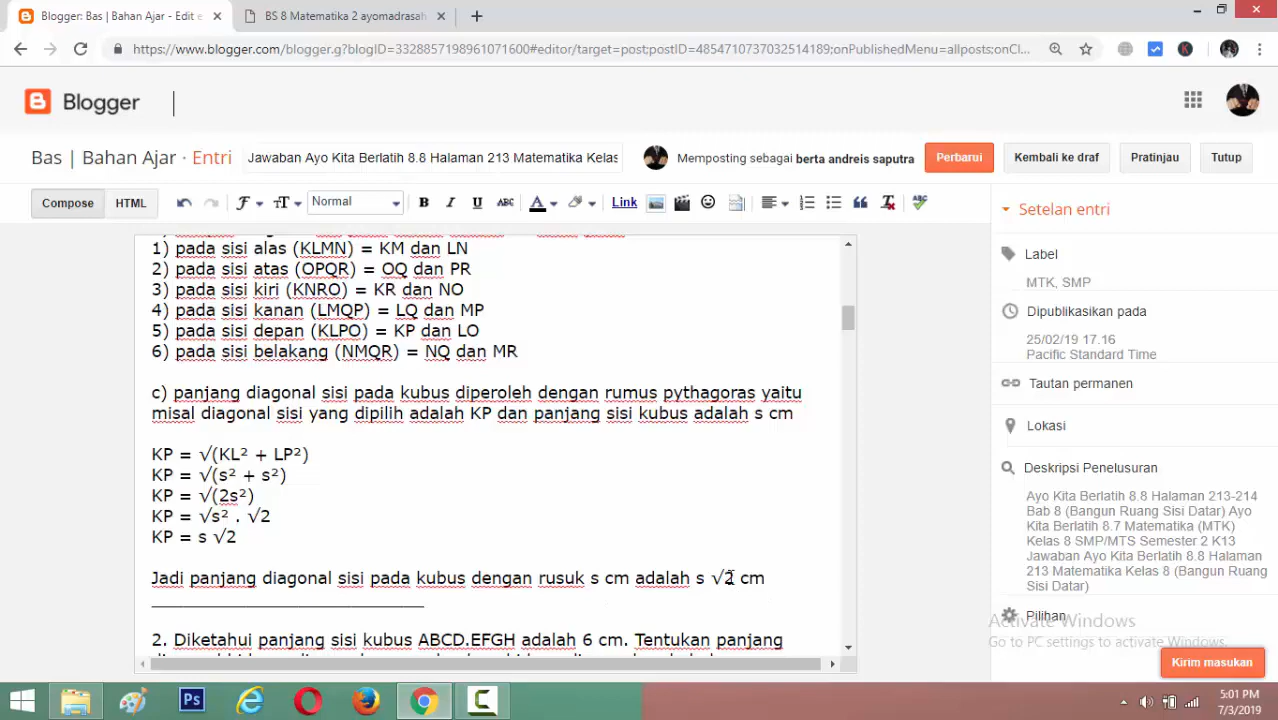 Blogger: Bas | Bahan Ajar - Edit e
BS 8 Matematika 2 ayomadrasah
https://www.blogger.com/blogger.g?blogID=3328857198961071600#editor/target=post;postID=4854710737032514189;onPublishedMenu=allposts;onCl...
Blogger
Bas | Bahan Ajar · Entri
Jawaban Ayo Kita Berlatih 8.8 Halaman 213 Matematika Kelas
Memposting sebagai berta andreis saputra
Perbarui
Kembali ke draf
Pratinjau
Tutup
Compose
HTML
Normal
Link
1) pada sisi alas (KLMN) = KM dan LN
2) pada sisi atas (OPQR) = OQ dan PR
3) pada sisi kiri (KNRO) = KR dan NO
4) pada sisi kanan (LMQP) = LQ dan MP
5) pada sisi depan (KLPO) = KP dan LO
6) pada sisi belakang (NMQR) = NQ dan MR
c) panjang diagonal sisi pada kubus diperoleh dengan rumus pythagoras yaitu
misal diagonal sisi yang dipilih adalah KP dan panjang sisi kubus adalah s cm
KP = √(KL² + LP²)
KP = √(s² + s²)
KP = √(2s²)
KP = √s² . √2
KP = s √2
Jadi panjang diagonal sisi pada kubus dengan rusuk s cm adalah s √2 cm
2. Diketahui panjang sisi kubus ABCD.EFGH adalah 6 cm. Tentukan panjang
Setelan entri
Label
MTK, SMP
Dipublikasikan pada
25/02/19 17.16
Pacific Standard Time
Tautan permanen
Lokasi
Deskripsi Penelusuran
Ayo Kita Berlatih 8.8 Halaman 213-214
Bab 8 (Bangun Ruang Sisi Datar) Ayo
Kita Berlatih 8.7 Matematika (MTK)
Kelas 8 SMP/MTS Semester 2 K13
Jawaban Ayo Kita Berlatih 8.8 Halaman
213 Matematika Kelas 8 (Bangun Ruang
Sisi Datar)
Pilihan
Activate Windows
Go to PC settings to activate Windows.
Kirim masukan
5:01 PM
7/3/2019